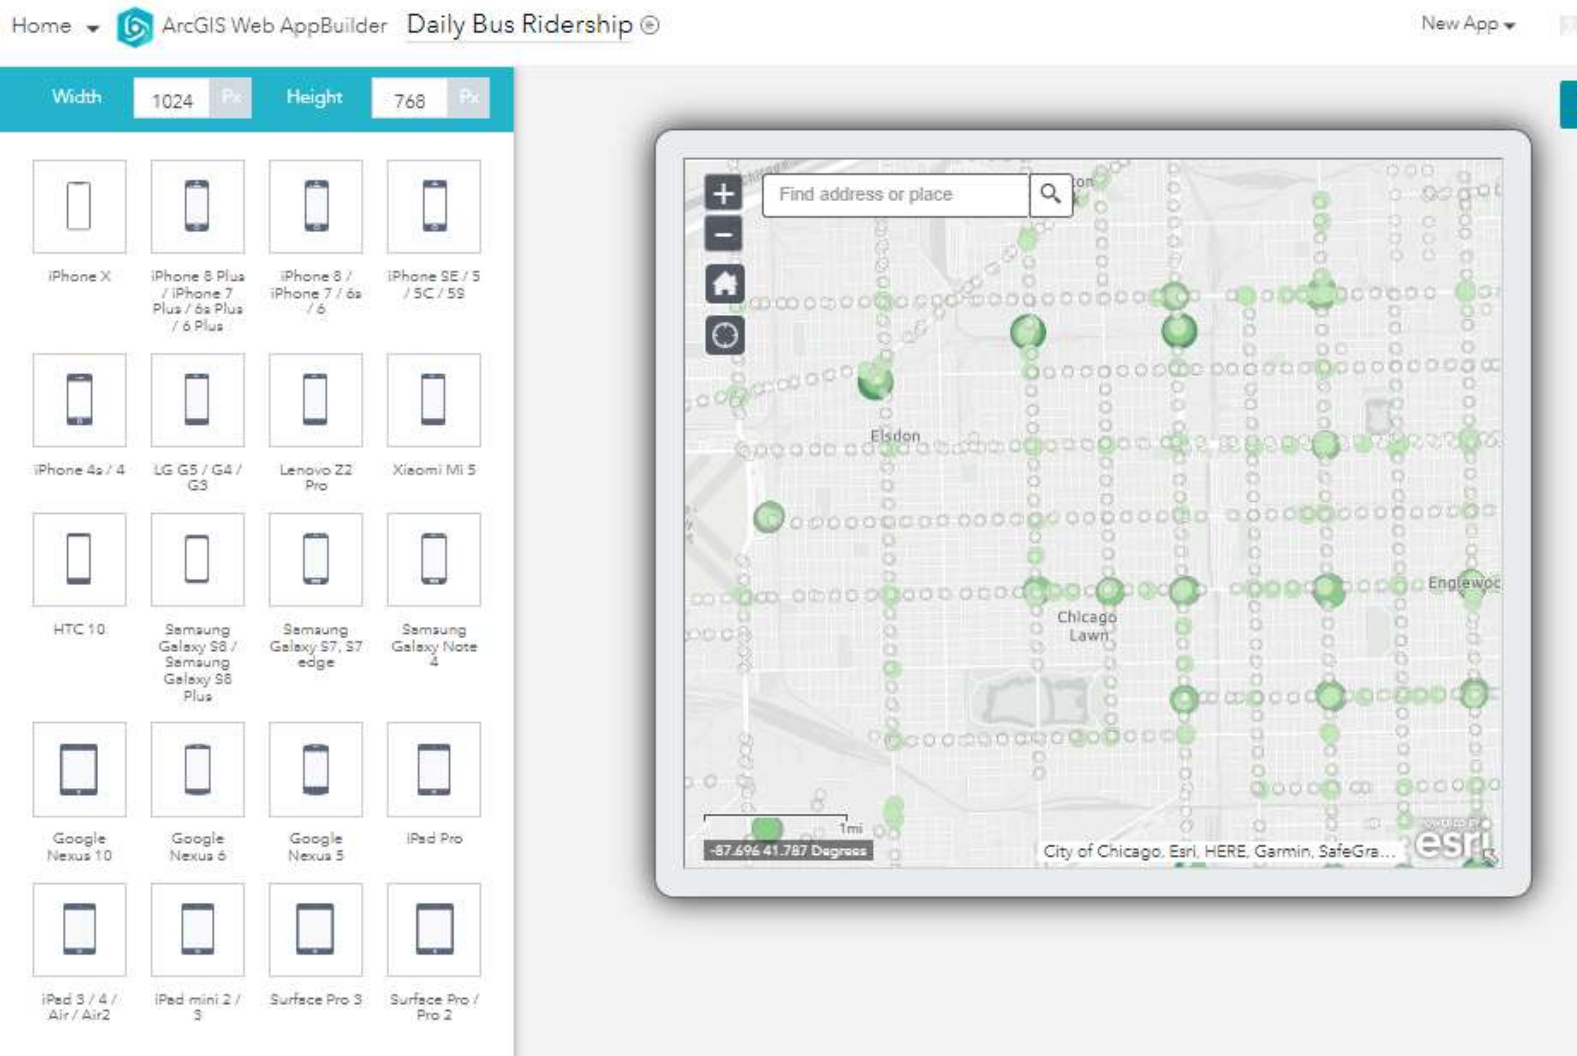 Home
ArcGIS Web AppBuilder
Daily Bus Ridership
New App
Width
1024
Px
Height
768
Px
iPhone X
iPhone 8 Plus
/ iPhone 7
Plus / 6s Plus
/ 6 Plus
iPhone 8 /
iPhone 7 / 6s
/ 6
iPhone SE / 5
/ 5C / 5S
iPhone 4s / 4
LG G5 / G4 /
G3
Lenovo Z2
Pro
Xiaomi Mi 5
HTC 10
Samsung
Galaxy S8 /
Samsung
Galaxy S8
Plus
Samsung
Galaxy S7, S7
edge
Samsung
Galaxy Note
4
Google
Nexus 10
Google
Nexus 6
Google
Nexus 5
iPad Pro
iPad 3 / 4 /
Air / Air2
iPad mini 2 /
3
Surface Pro 3
Surface Pro /
Pro 2
+
Find address or place
−
Elsdon
Englewoo
Chicago
Lawn
1mi
-87.696 41.787 Degrees
City of Chicago, Esri, HERE, Garmin, SafeGra...
POWERED BY
esri